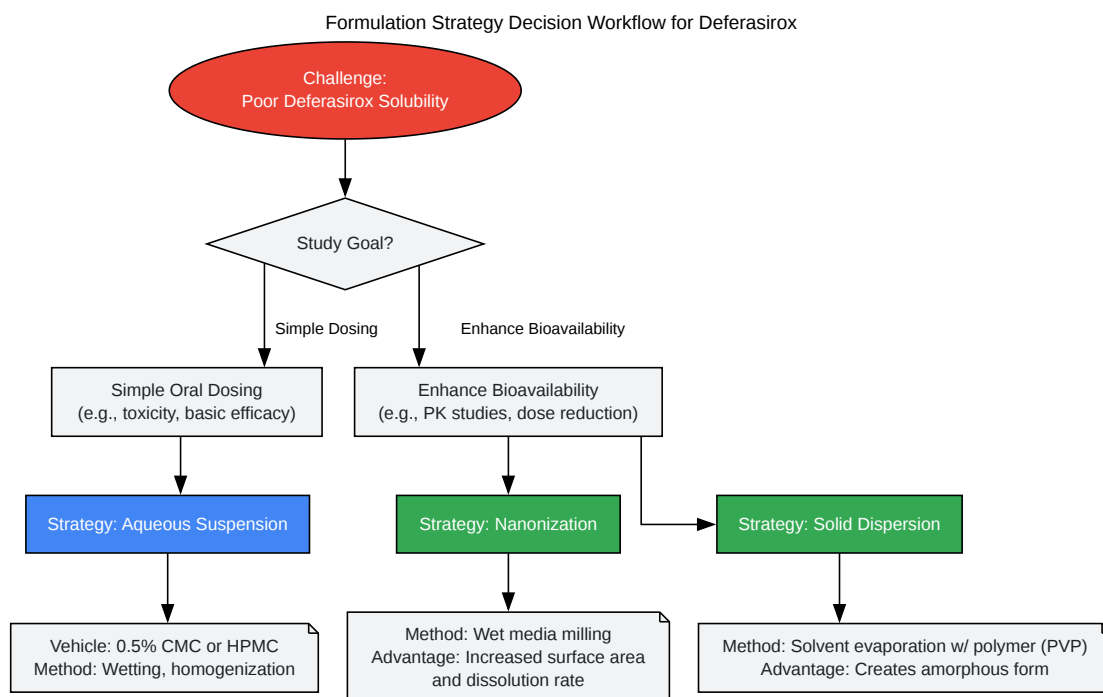 Formulation Strategy Decision Workflow for Deferasirox
Challenge:
Poor Deferasirox Solubility
Study Goal?
Simple Dosing
Enhance Bioavailability
Simple Oral Dosing
(e.g., toxicity, basic efficacy)
Enhance Bioavailability
(e.g., PK studies, dose reduction)
Strategy: Aqueous Suspension
Strategy: Nanonization
Strategy: Solid Dispersion
Vehicle: 0.5% CMC or HPMC
Method: Wetting, homogenization
Method: Wet media milling
Advantage: Increased surface area
and dissolution rate
Method: Solvent evaporation w/ polymer (PVP)
Advantage: Creates amorphous form